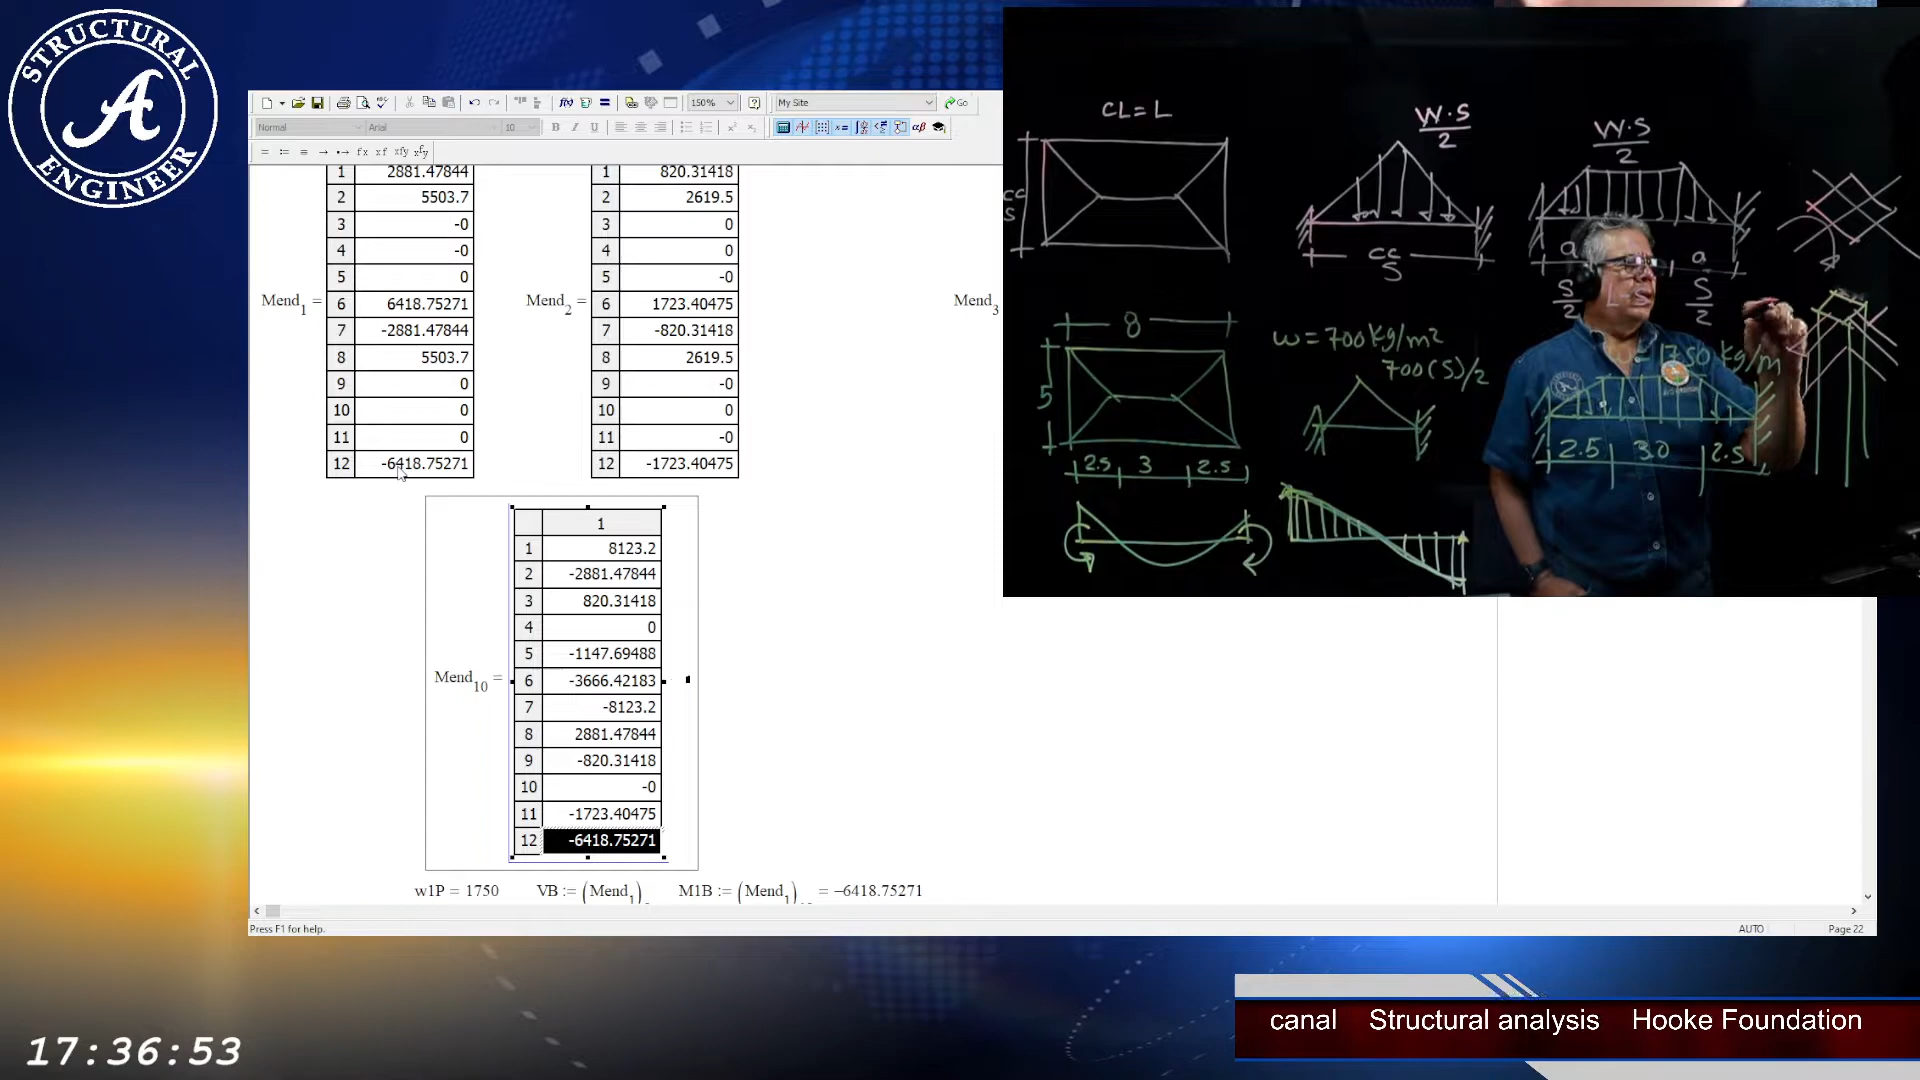 STRUCTURAL
A
ENGINEER
150%
My Site
Go
Normal
Arial
10
B I U
Mend1 =
1 2881.47844
2 5503.7
3 -0
4 -0
5 0
6 6418.75271
7 -2881.47844
8 5503.7
9 0
10 0
11 0
12 -6418.75271
Mend2 =
1 820.31418
2 2619.5
3 0
4 0
5 -0
6 1723.40475
7 -820.31418
8 2619.5
9 -0
10 0
11 -0
12 -1723.40475
Mend3
Mend10 =
1
1 8123.2
2 -2881.47844
3 820.31418
4 0
5 -1147.69488
6 -3666.42183
7 -8123.2
8 2881.47844
9 -820.31418
10 -0
11 -1723.40475
12 -6418.75271
w1P = 1750 VB := (Mend1) M1B := (Mend1) = -6418.75271
Press F1 for help.
AUTO
Page 22
CL=L
CC
S
W·S/2
CC
S
W·S/2
a
a
S/2
L
S/2
8
5
2.5 3 2.5
w=700kg/m²
700(5)/2
=1750 kg/m
2.5 3.0 2.5
17:36:53
canal Structural analysis Hooke Foundation